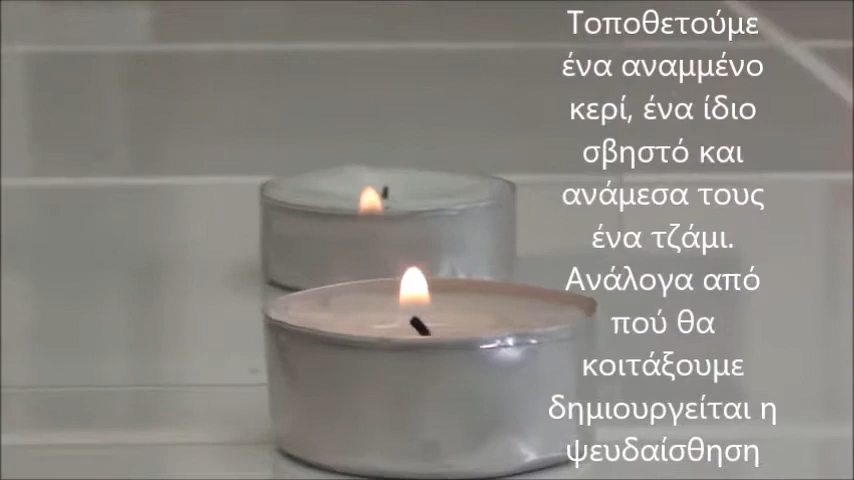 Τοποθετούμε
ένα αναμμένο
κερί, ένα ίδιο
σβηστό και
ανάμεσα τους
ένα τζάμι.
Ανάλογα από
πού θα
κοιτάξουμε
δημιουργείται η
ψευδαίσθηση